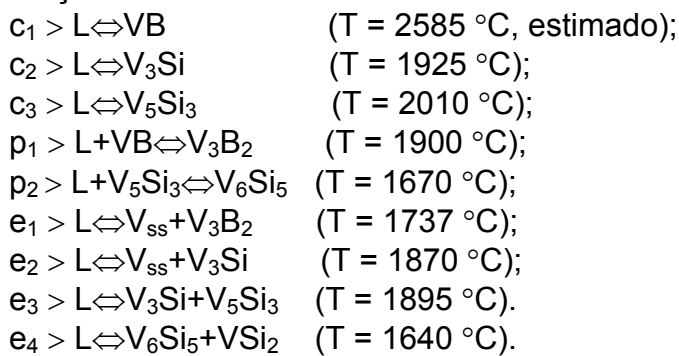 c₁ > L⇔VB (T = 2585 °C, estimado);
c₂ > L⇔V₃Si (T = 1925 °C);
c₃ > L⇔V₅Si₃ (T = 2010 °C);
p₁ > L+VB⇔V₃B₂ (T = 1900 °C);
p₂ > L+V₅Si₃⇔V₆Si₅ (T = 1670 °C);
e₁ > L⇔Vₛₛ+V₃B₂ (T = 1737 °C);
e₂ > L⇔Vₛₛ+V₃Si (T = 1870 °C);
e₃ > L⇔V₃Si+V₅Si₃ (T = 1895 °C).
e₄ > L⇔V₆Si₅+VSi₂ (T = 1640 °C).